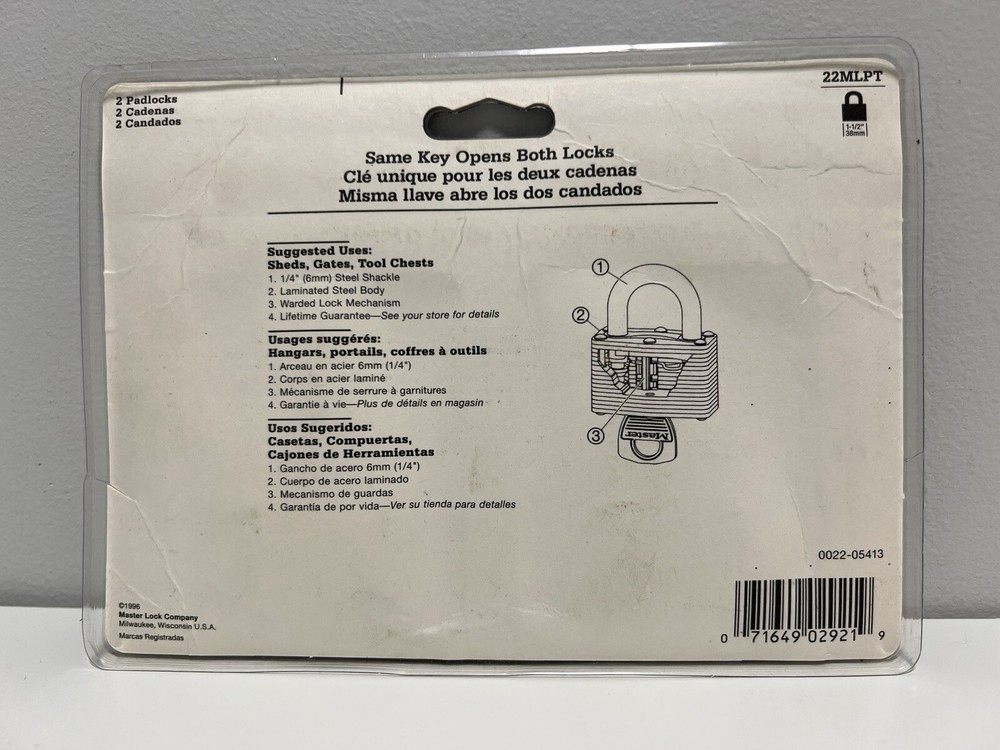 2 Padlocks
2 Cadenas
2 Candados
22MLPT
1-1/2"
38mm
Same Key Opens Both Locks
Clé unique pour les deux cadenas
Misma llave abre los dos candados
Suggested Uses:
Sheds, Gates, Tool Chests
1. 1/4" (6mm) Steel Shackle
2. Laminated Steel Body
3. Warded Lock Mechanism
4. Lifetime Guarantee—See your store for details
Usages suggérés:
Hangars, portails, coffres à outils
1. Arceau en acier 6mm (1/4")
2. Corps en acier laminé
3. Mécanisme de serrure à garnitures
4. Garantie à vie—Plus de détails en magasin
Usos Sugeridos:
Casetas, Compuertas,
Cajones de Herramientas
1. Gancho de acero 6mm (1/4")
2. Cuerpo de acero laminado
3. Mecanismo de guardas
4. Garantía de por vida—Ver su tienda para detalles
1
2
3
Master
0022-05413
0 71649 02921 9
©1996
Master Lock Company
Milwaukee, Wisconsin U.S.A.
Marcas Registradas